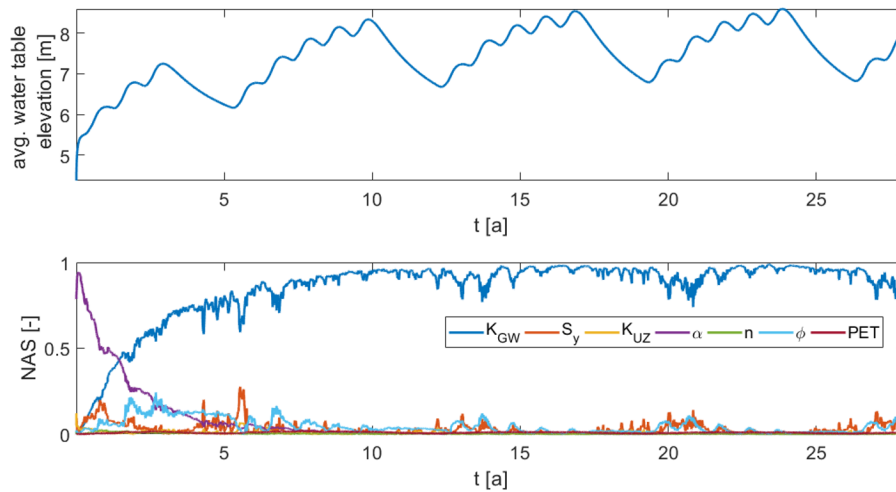 avg. water table
elevation [m]
8
7
6
5
5 10 15 20 25
t [a]
NAS [-]
1
0.5
0
K_GW S_y K_UZ α n ϕ PET
5 10 15 20 25
t [a]